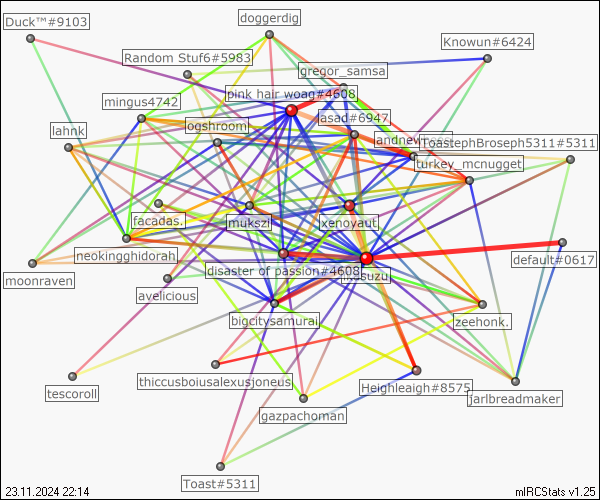 Duck™#9103
doggerdig
Knowun#6424
Random Stuf6#5983
gregor_samsa
pink hair woag#4608
mingus4742
asad#6947
ogshroom
lahnk
ToastephBroseph5311#5311
turkey_mcnugget
facadas.
mukszi
xenoyaut
neokingghidorah
disaster of passion#4608
default#0617
moonraven
avelicious
bigcitysamurai
zeehonk.
thiccusboiusalexusjoneus
Heighleaigh#8575
tescoroll
jarlbreadmaker
gazpachoman
Toast#5311
23.11.2024 22:14
mIRCStats v1.25